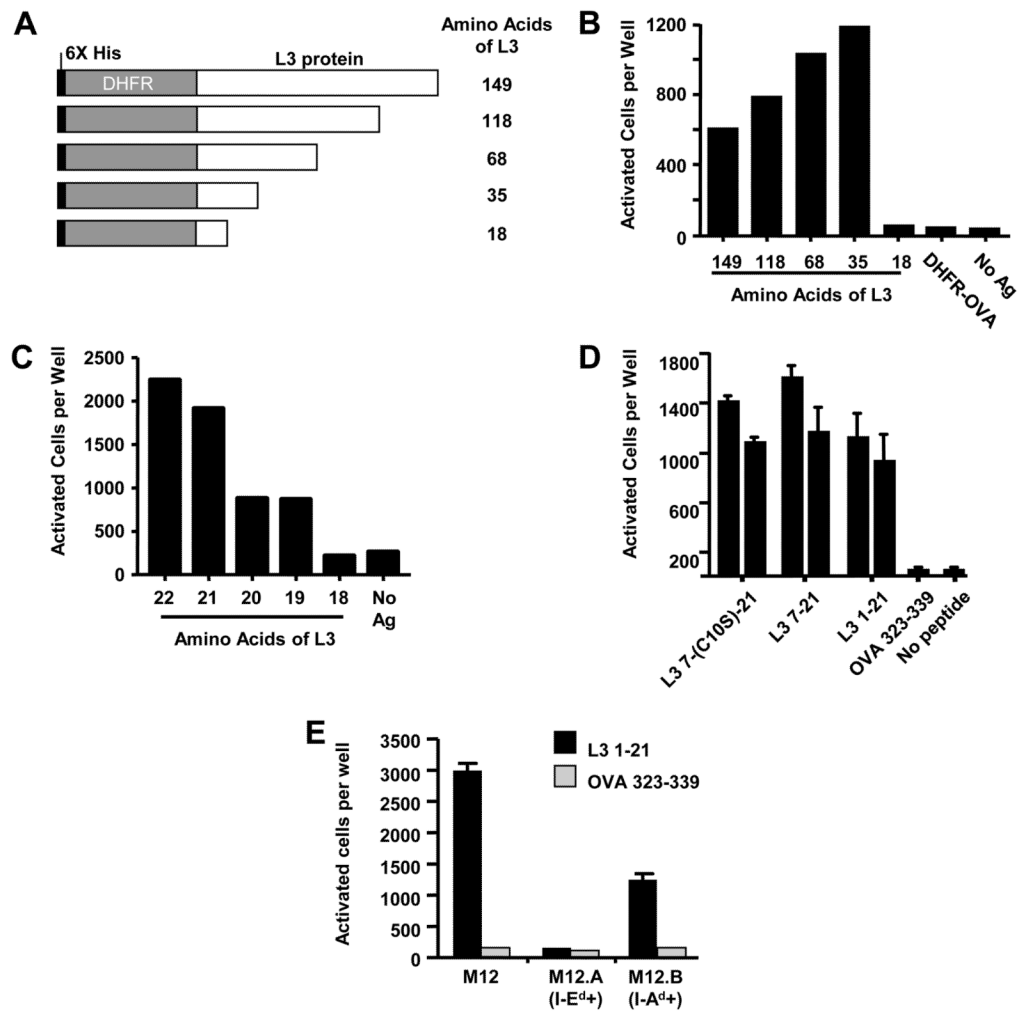 A
6X His
DHFR
L3 protein
Amino Acids
of L3
149
118
68
35
18
B
Activated Cells per Well
1200
800
400
0
149 118 68 35 18 DHFR-OVA No Ag
Amino Acids of L3
C
Activated Cells per Well
2500
2000
1500
1000
500
0
22 21 20 19 18 No
Ag
Amino Acids of L3
D
Activated Cells per Well
1800
1400
1000
600
200
L3 7-(C10S)-21
L3 7-21
L3 1-21
OVA 323-339
No peptide
E
Activated cells per well
3500
3000
2500
2000
1500
1000
500
0
L3 1-21
OVA 323-339
M12 M12.A M12.B
(I-Eᵈ+) (I-Aᵈ+)